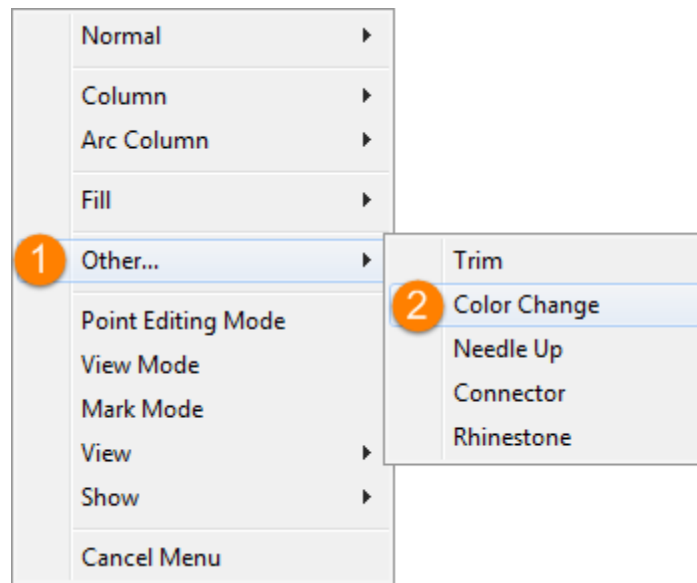 Normal
Column
Arc Column
Fill
1 Other...
Point Editing Mode
View Mode
Mark Mode
View
Show
Cancel Menu
Trim
2 Color Change
Needle Up
Connector
Rhinestone